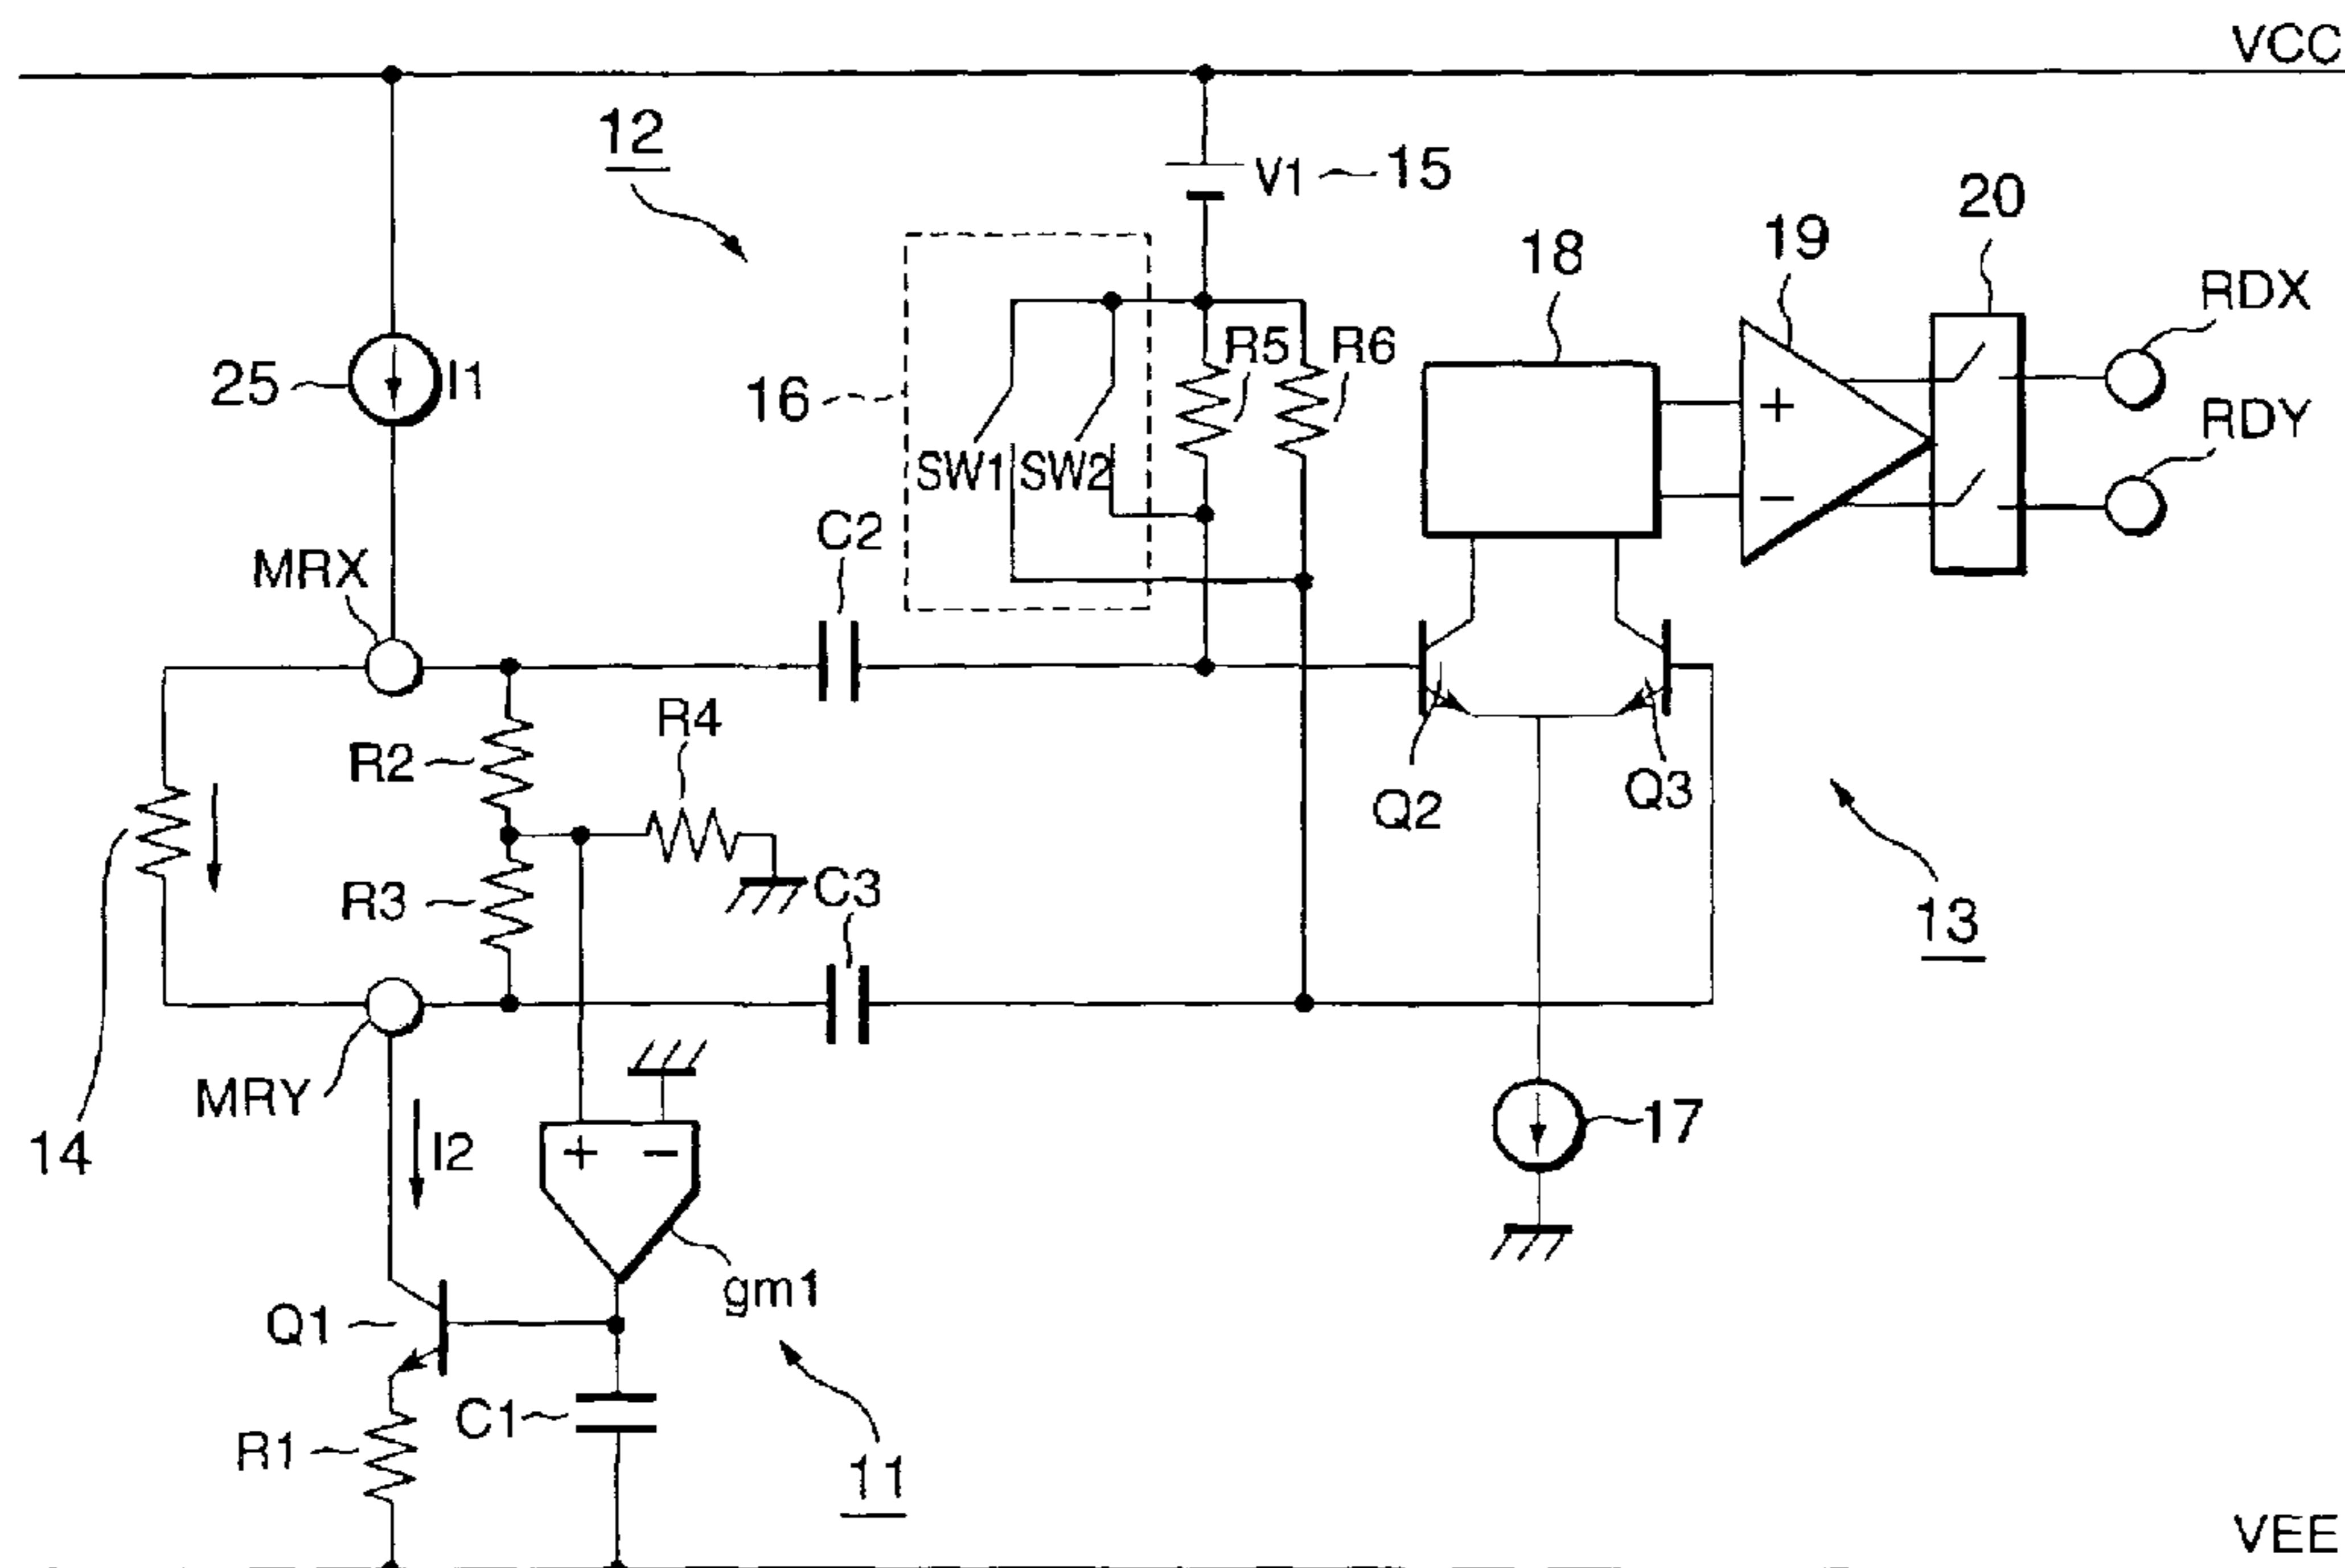 VCC
12
V1
15
20
19
18
RDX
25
I1
R5
R6
16
RDY
SW1
SW2
C2
MRX
R4
R2
Q2
Q3
R3
C3
13
MRY
14
I2
+
-
+
-
17
gm1
Q1
C1
R1
11
VEE